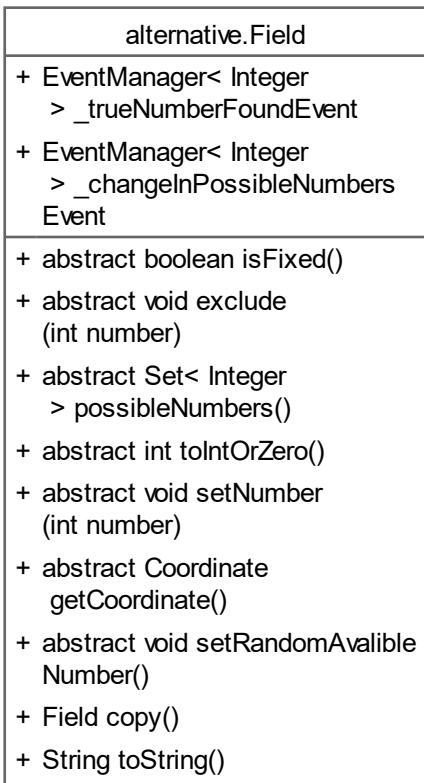 alternative.Field
+ EventManager< Integer
> _trueNumberFoundEvent
+ EventManager< Integer
> _changeInPossibleNumbers
Event
+ abstract boolean isFixed()
+ abstract void exclude
(int number)
+ abstract Set< Integer
> possibleNumbers()
+ abstract int toIntOrZero()
+ abstract void setNumber
(int number)
+ abstract Coordinate
getCoordinate()
+ abstract void setRandomAvalible
Number()
+ Field copy()
+ String toString()